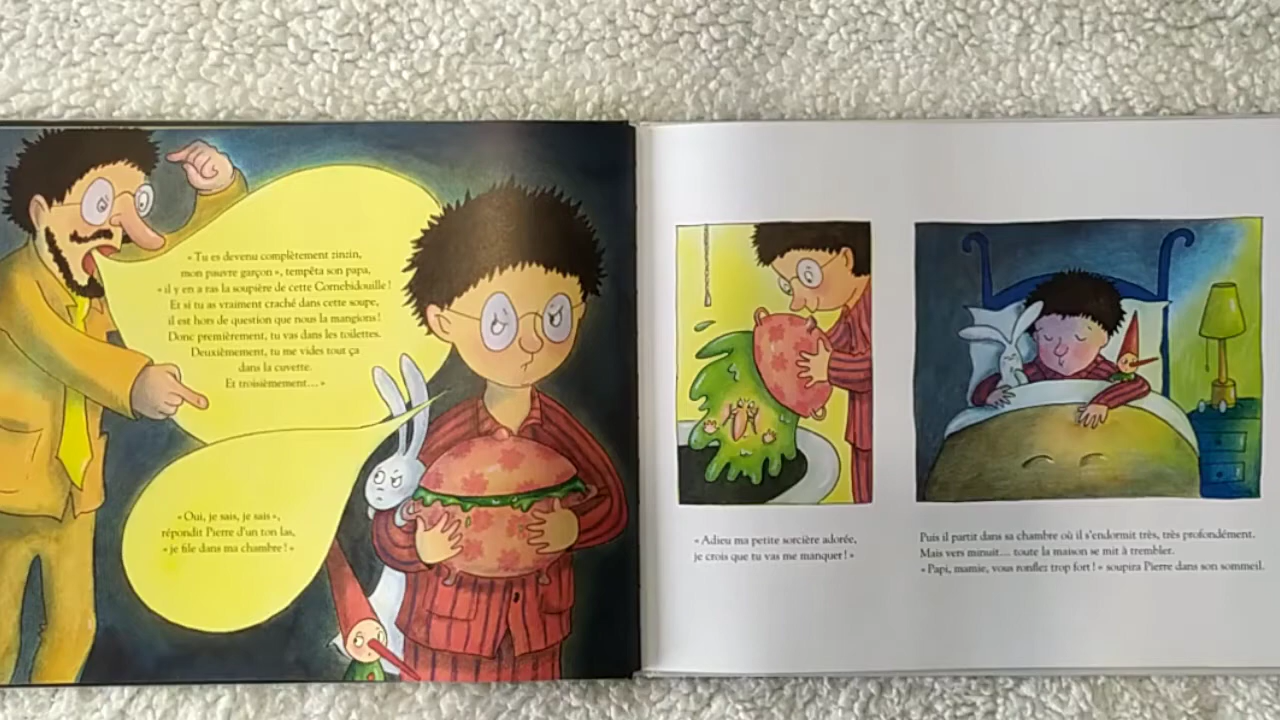 « Tu es devenu complètement zinzin,
mon pauvre garçon », tempêta son papa,
« il y en a ras la soupière de cette Cornebidouille !
Et si tu as vraiment craché dans cette soupe,
il est hors de question que nous la mangions !
Donc premièrement, tu vas dans les toilettes.
Deuxièmement, tu me vides tout ça
dans la cuvette.
Et troisièmement... »
« Oui, je sais, je sais »,
répondit Pierre d'un ton las,
« je file dans ma chambre ! »
« Adieu ma petite sorcière adorée,
je crois que tu vas me manquer ! »
Puis il partit dans sa chambre où il s'endormit très, très profondément.
Mais vers minuit... toute la maison se mit à trembler.
« Papi, mamie, vous ronflez trop fort ! » soupira Pierre dans son sommeil.